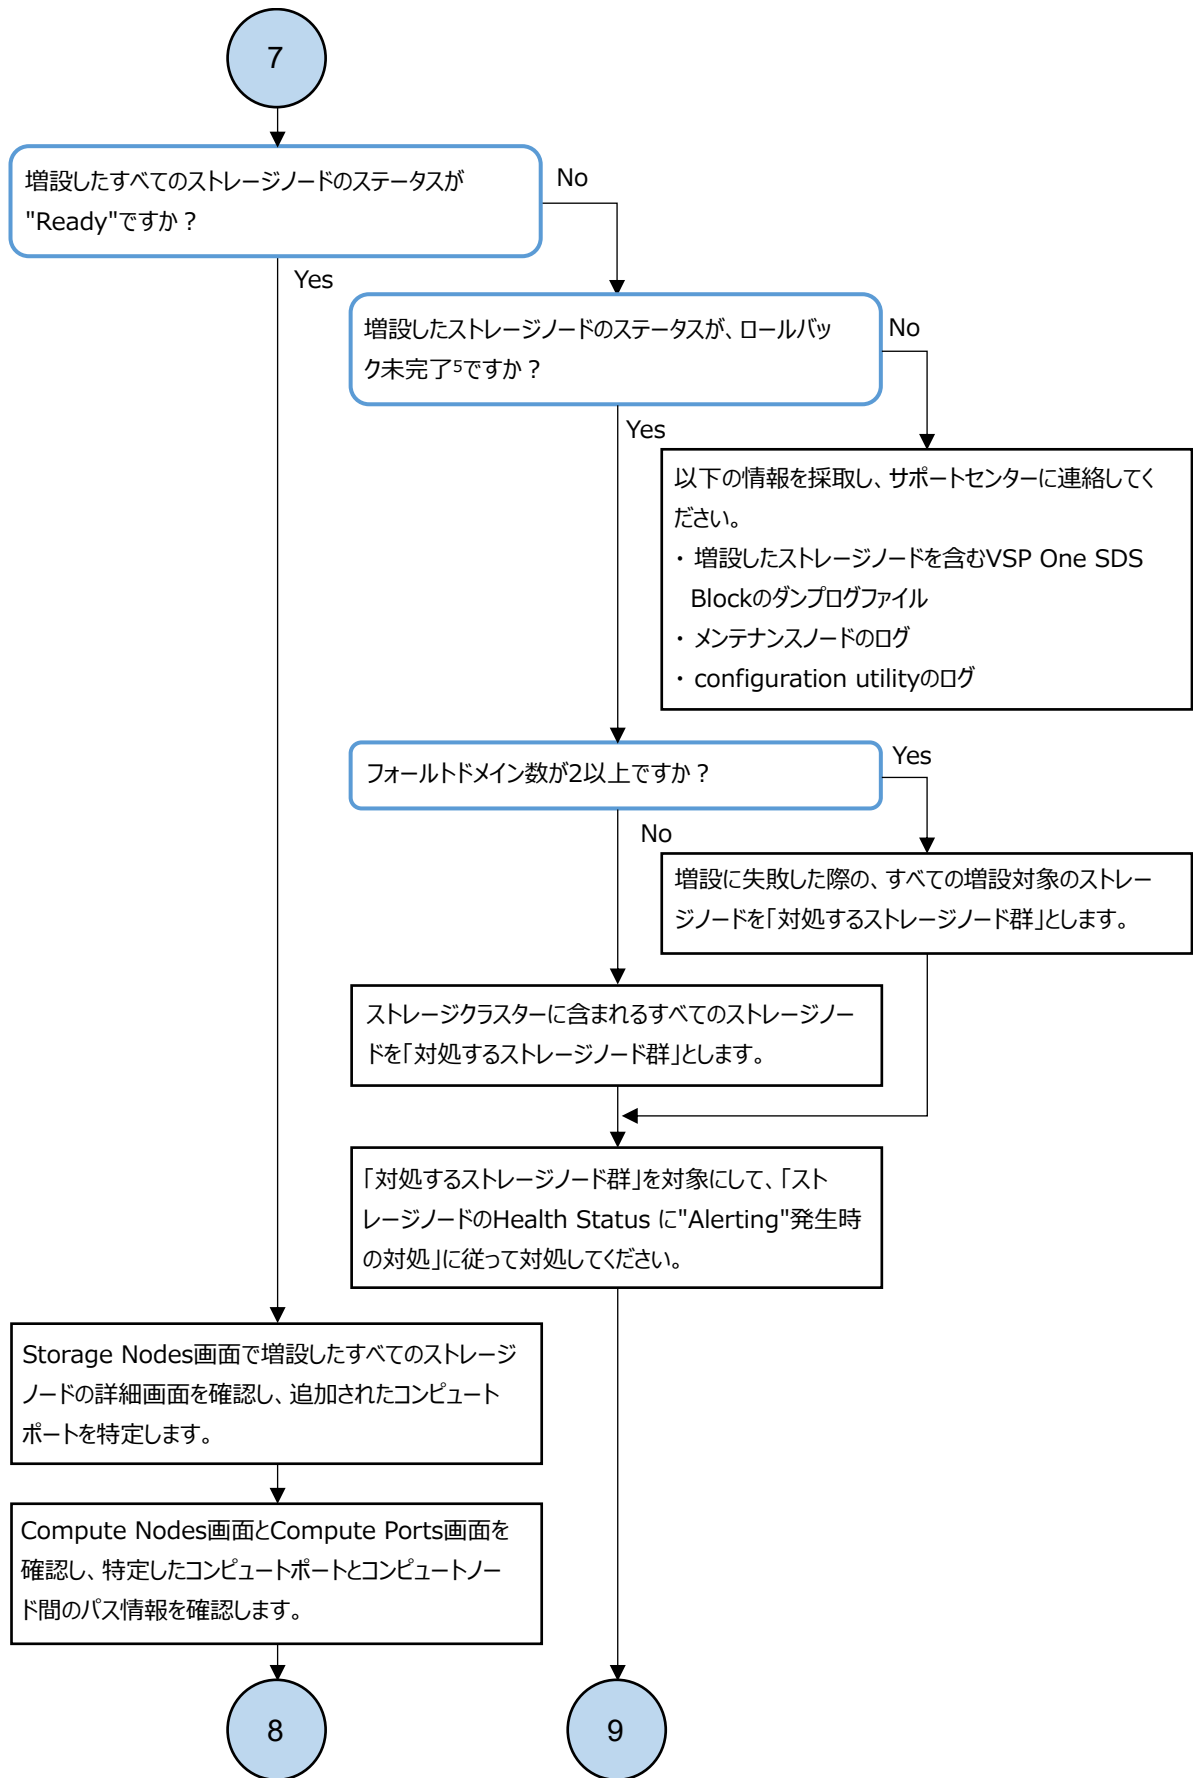 7
増設したすべてのストレージノードのステータスが
"Ready"ですか？
No
Yes
増設したストレージノードのステータスが、ロールバッ
ク未完了5ですか？
No
Yes
以下の情報を採取し、サポートセンターに連絡してく
ださい。
・ 増設したストレージノードを含むVSP One SDS
Blockのダンプログファイル
・ メンテナンスノードのログ
・ configuration utilityのログ
フォールトドメイン数が2以上ですか？
Yes
No
増設に失敗した際の、すべての増設対象のストレー
ジノードを「対処するストレージノード群」とします。
ストレージクラスターに含まれるすべてのストレージノー
ドを「対処するストレージノード群」とします。
「対処するストレージノード群」を対象にして、「スト
レージノードのHealth Status に"Alerting"発生時
の対処」に従って対処してください。
Storage Nodes画面で増設したすべてのストレージ
ノードの詳細画面を確認し、追加されたコンピュート
ポートを特定します。
Compute Nodes画面とCompute Ports画面を
確認し、特定したコンピュートポートとコンピュートノー
ド間のパス情報を確認します。
8
9